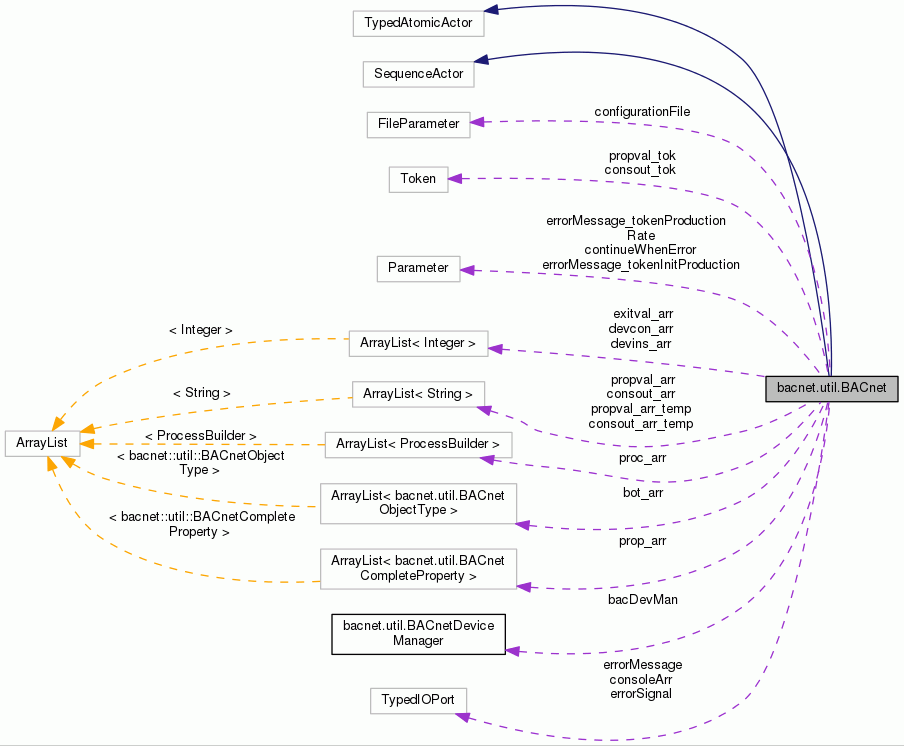 TypedAtomicActor
SequenceActor
FileParameter
configurationFile
Token
propval_tok
consout_tok
Parameter
errorMessage_tokenProduction
Rate
continueWhenError
errorMessage_tokenInitProduction
< Integer >
ArrayList< Integer >
exitval_arr
devcon_arr
devins_arr
bacnet.util.BACnet
< String >
ArrayList< String >
propval_arr
consout_arr
propval_arr_temp
consout_arr_temp
ArrayList
< ProcessBuilder >
ArrayList< ProcessBuilder >
proc_arr
< bacnet::util::BACnetObject
Type >
ArrayList< bacnet.util.BACnet
ObjectType >
bot_arr
< bacnet::util::BACnetComplete
Property >
ArrayList< bacnet.util.BACnet
CompleteProperty >
prop_arr
bacnet.util.BACnetDevice
Manager
bacDevMan
TypedIOPort
errorMessage
consoleArr
errorSignal